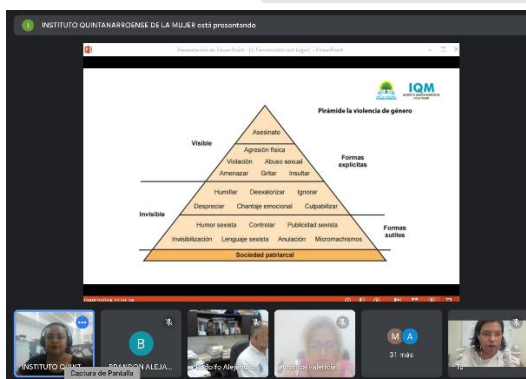 I
INSTITUTO QUINTANARROENSE DE LA MUJER está presentando
IQM
Pirámide la violencia de género
Asesinato
Visible
Agresión física
Violación Abuso sexual
Amenazar Gritar Insultar
Formas
explícitas
Humillar Desvalorizar Ignorar
Despreciar Chantaje emocional Culpabilizar
Invisible
Humor sexista Controlar Publicidad sexista
Invisibilización Lenguaje sexista Anulación Micromachismos
Formas
sutiles
Sociedad patriarcal
B
M A
31 más
INSTITUTO QUINT...
BRANDON ALEJA...
Rodolfo Alejandro
Tú
Captura de Pantalla